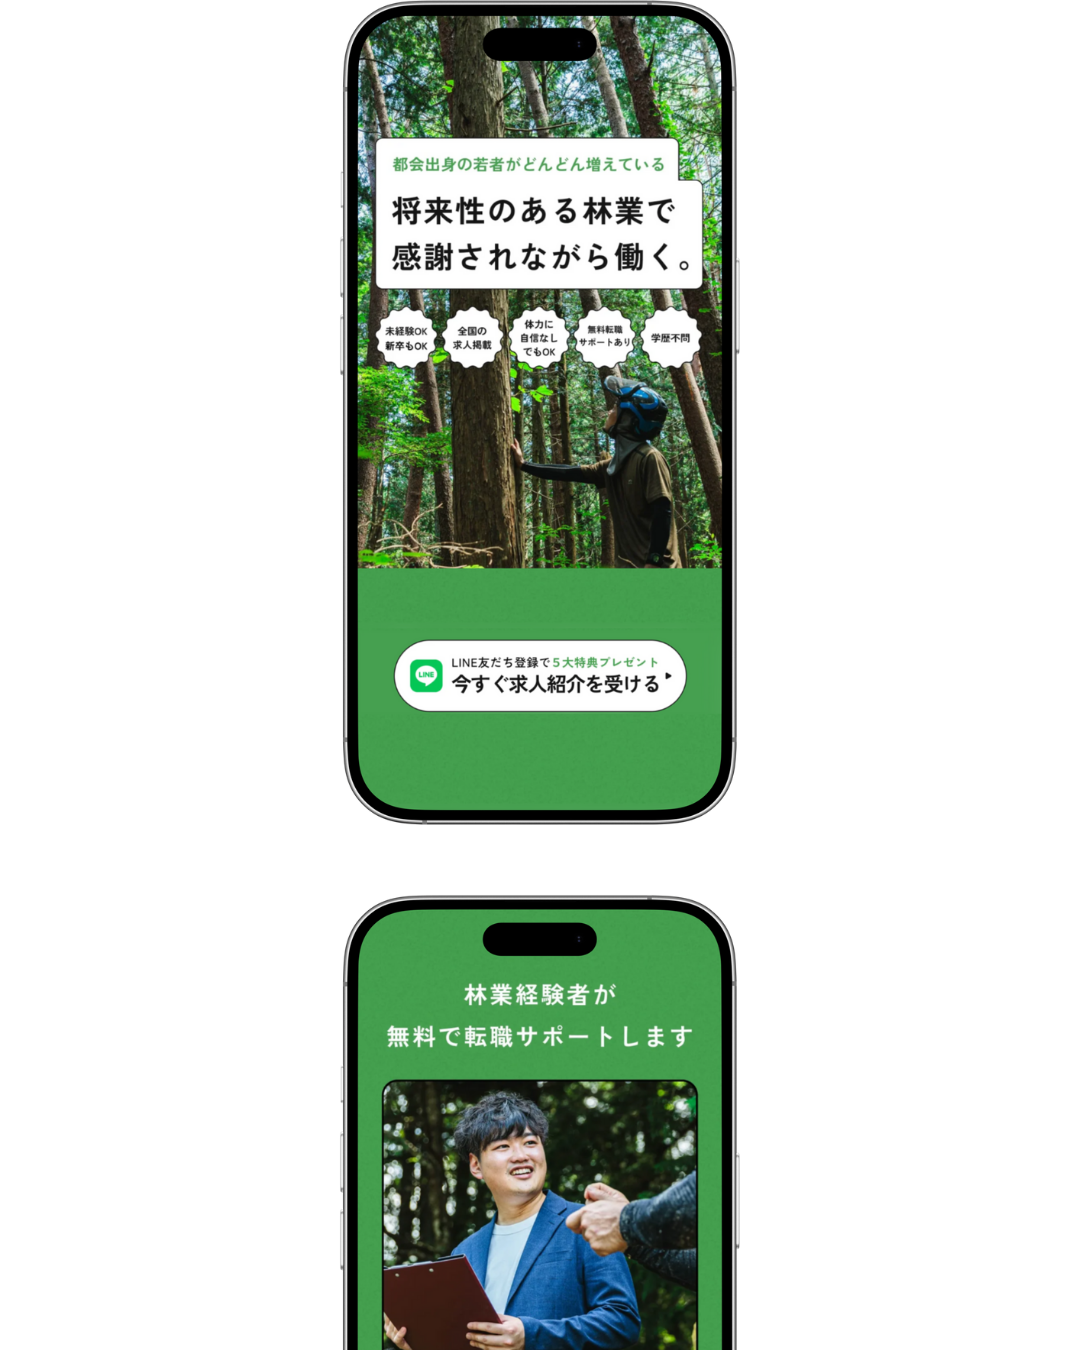 都会出身の若者がどんどん増えている
将来性のある林業で
感謝されながら働く。
未経験OK
新卒もOK
全国の
求人掲載
体力に
自信なし
でもOK
無料転職
サポートあり
学歴不問
LINE
LINE友だち登録で５大特典プレゼント
今すぐ求人紹介を受ける
林業経験者が
無料で転職サポートします